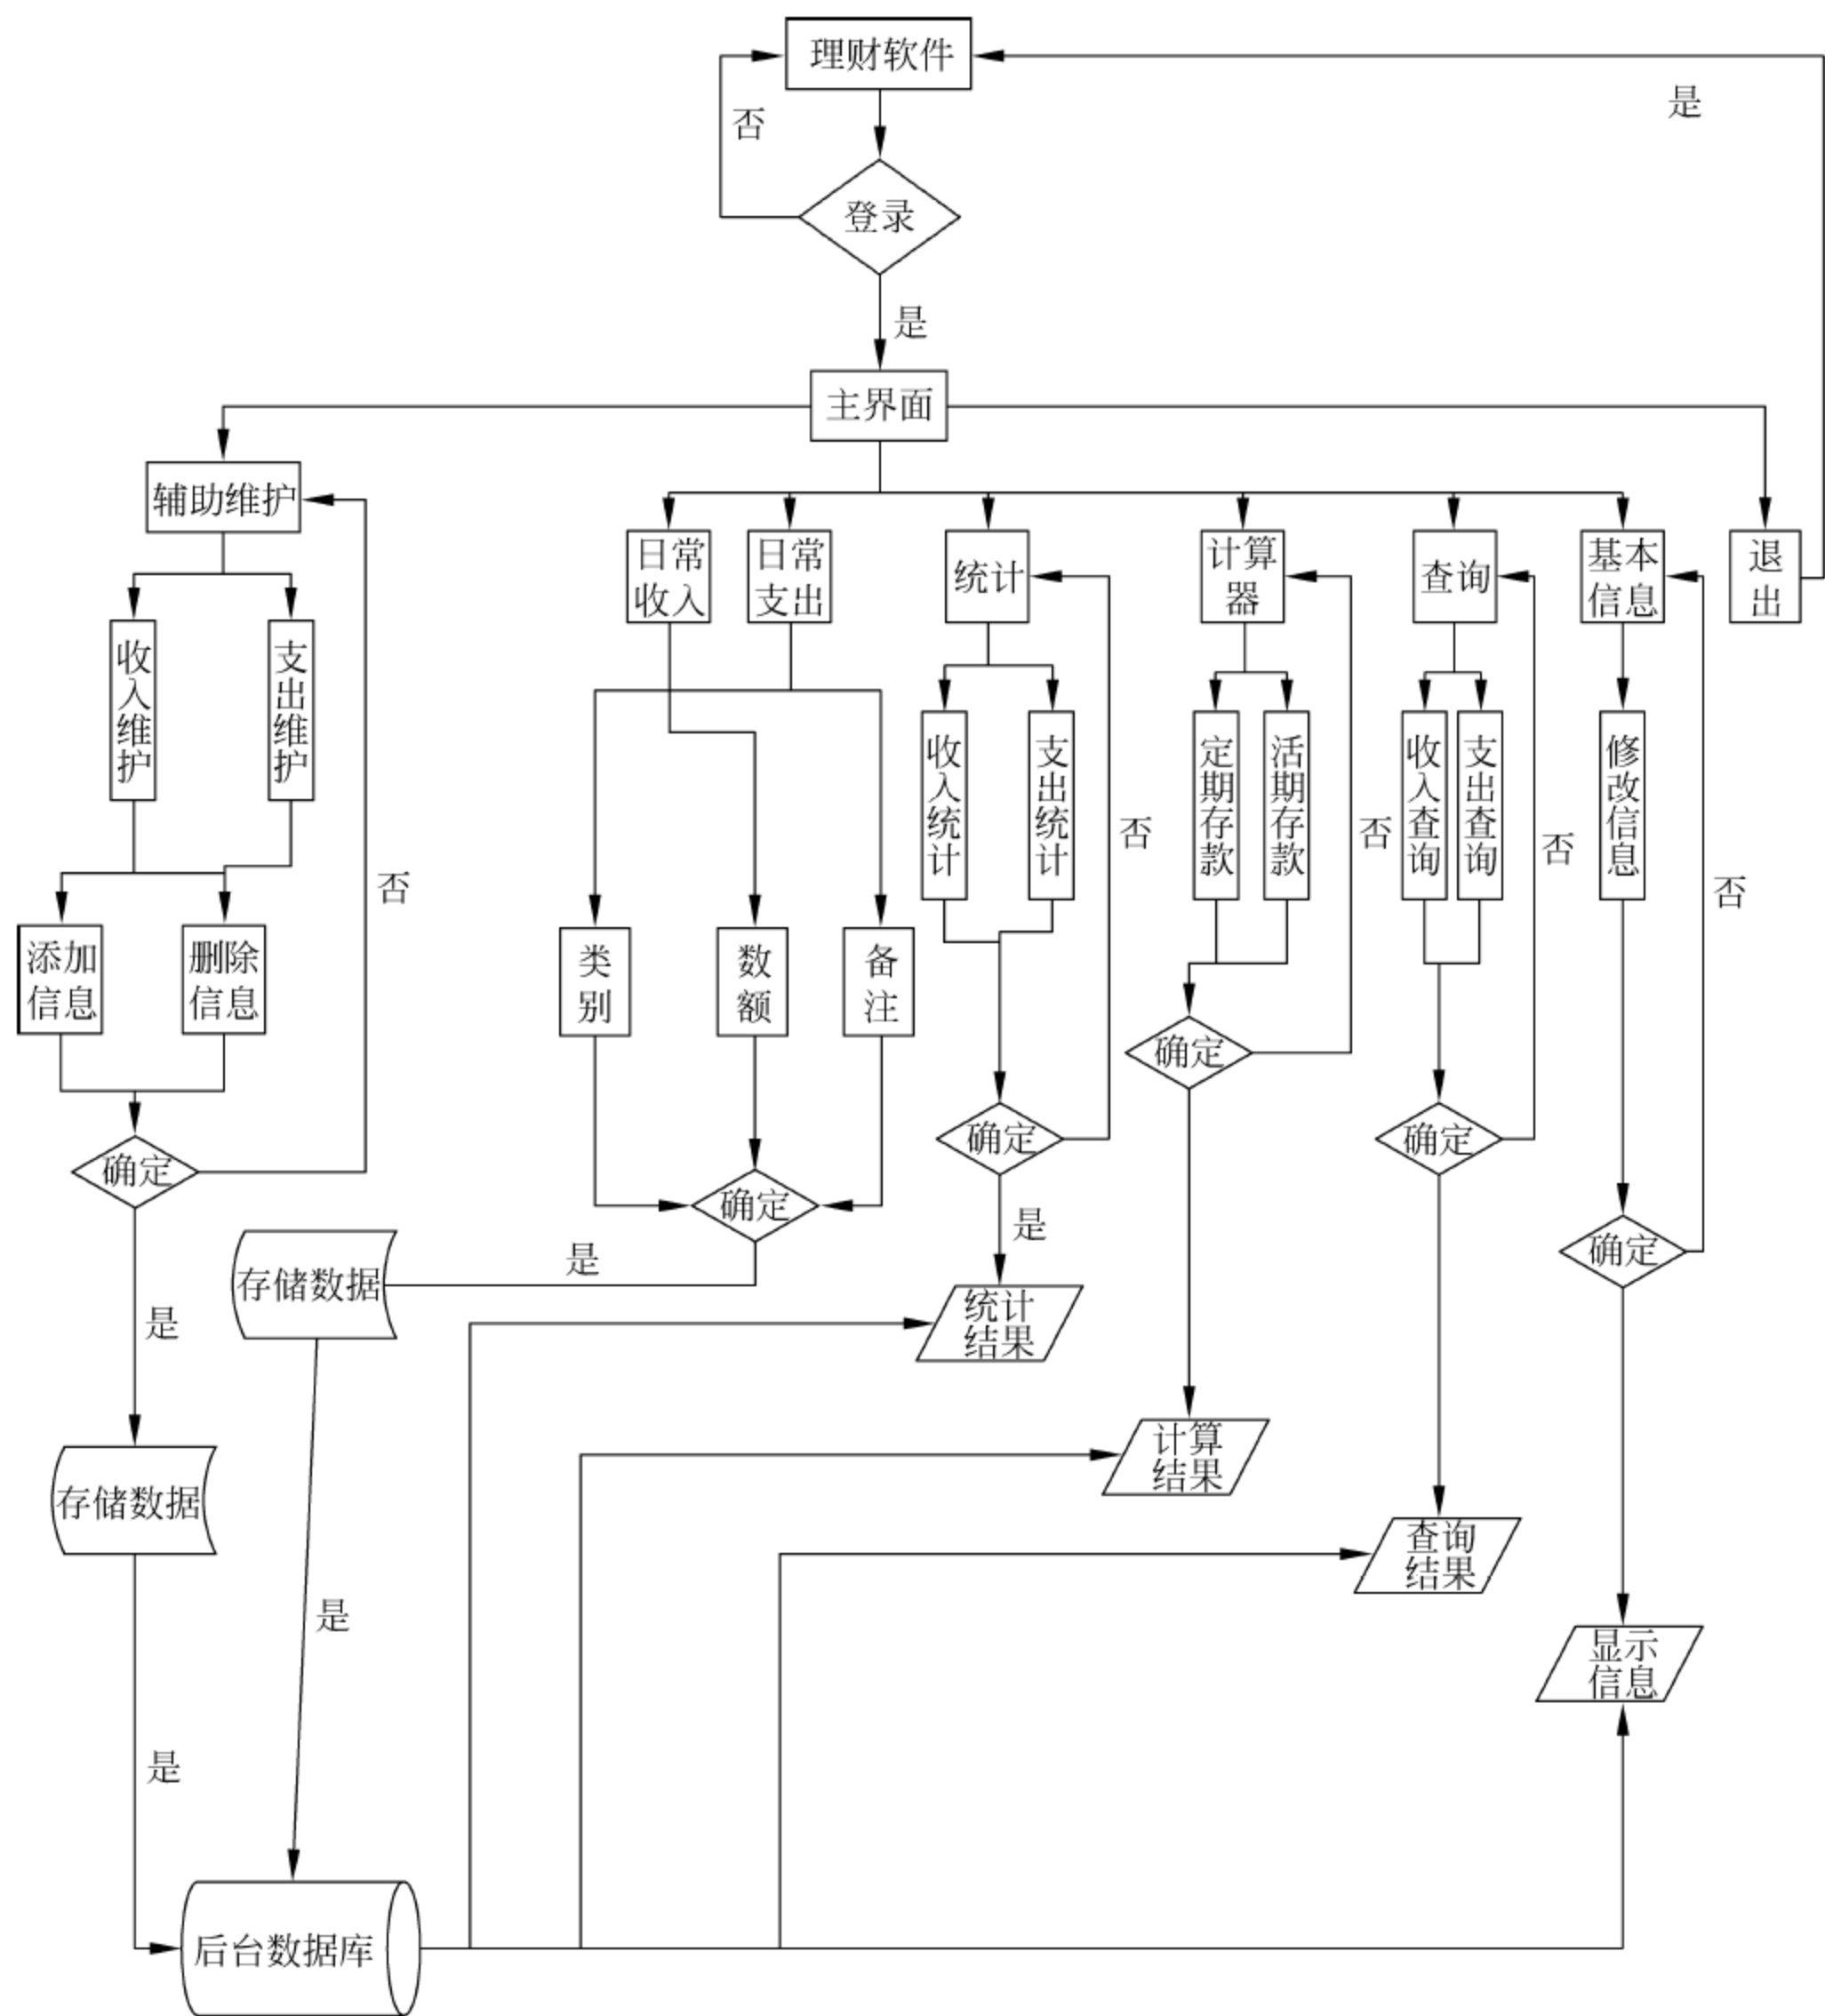 理财软件
是
否
登录
是
主界面
辅助维护
日常
收入
日常
支出
统计
计算
器
查询
基本
信息
退
出
收
入
维
护
支
出
维
护
收
入
统
计
支
出
统
计
定
期
存
款
活
期
存
款
收
入
查
询
支
出
查
询
修
改
信
息
否
否
否
否
否
添加
信息
删除
信息
类
别
数
额
备
注
确定
确定
确定
确定
确定
确定
是
是
是
存储数据
统计
结果
计算
结果
存储数据
查询
结果
是
显示
信息
是
后台数据库